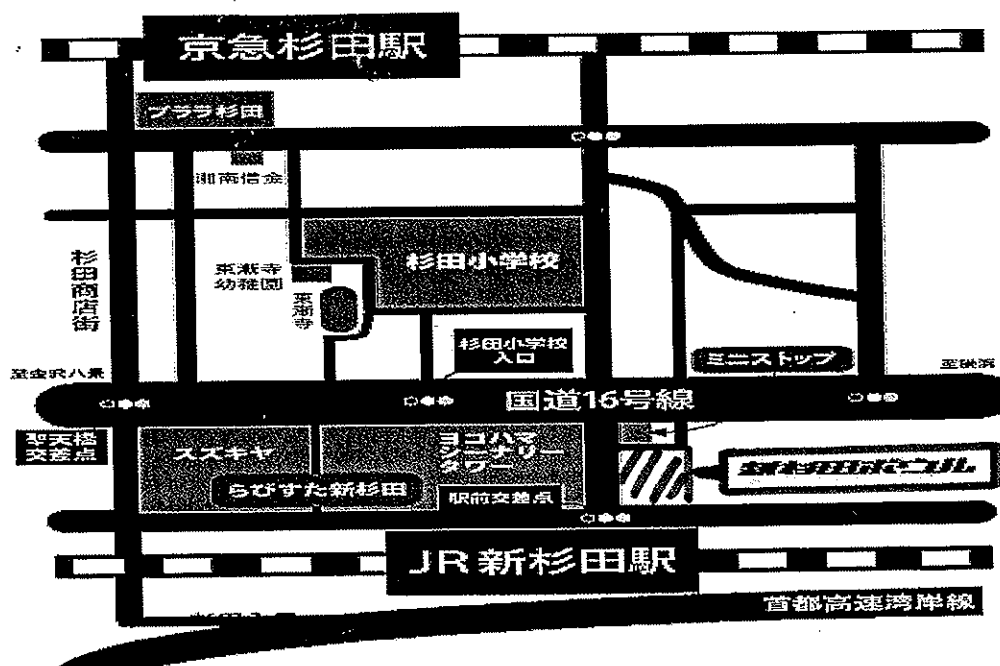 京急杉田駅
プララ杉田
湘南信金
杉田小学校
東漸寺
幼稚園
東漸寺
杉田商店街
杉田小学校
入口
ミニストップ
至金沢八景
至横浜
国道16号線
聖天橋
交差点
スズキヤ
ヨコハマ
シーナリー
タワー
らびすた新杉田
駅前交差点
JR新杉田駅
首都高速湾岸線